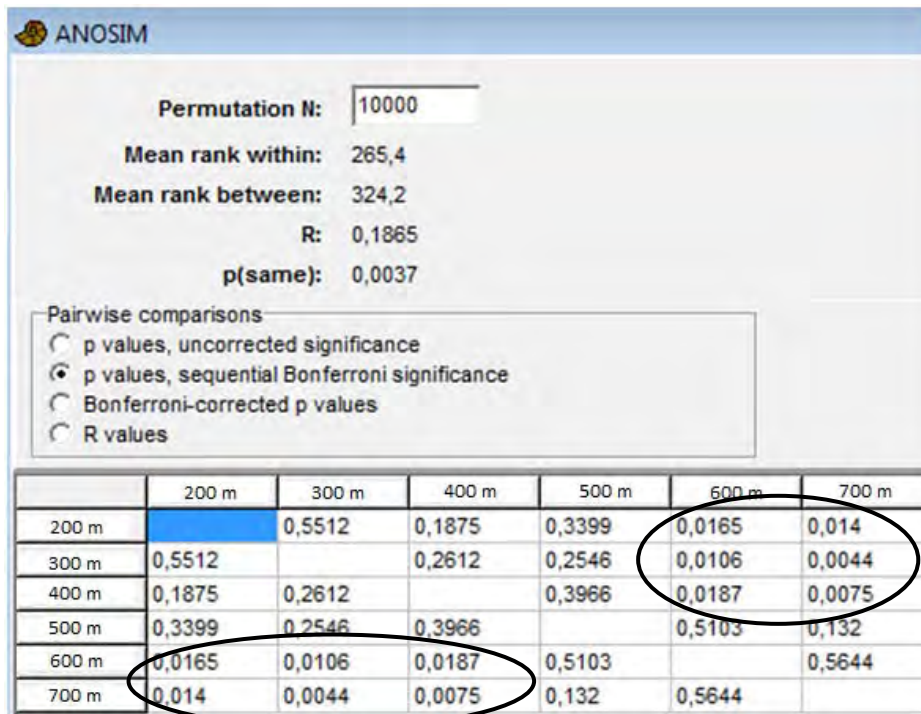 ANOSIM
Permutation N: 10000
Mean rank within: 265,4
Mean rank between: 324,2
R: 0,1865
p(same): 0,0037
Pairwise comparisons
p values, uncorrected significance
p values, sequential Bonferroni significance
Bonferroni-corrected p values
R values
200 m 300 m 400 m 500 m 600 m 700 m
200 m 0,5512 0,1875 0,3399 0,0165 0,014
300 m 0,5512 0,2612 0,2546 0,0106 0,0044
400 m 0,1875 0,2612 0,3966 0,0187 0,0075
500 m 0,3399 0,2546 0,3966 0,5103 0,132
600 m 0,0165 0,0106 0,0187 0,5103 0,5644
700 m 0,014 0,0044 0,0075 0,132 0,5644